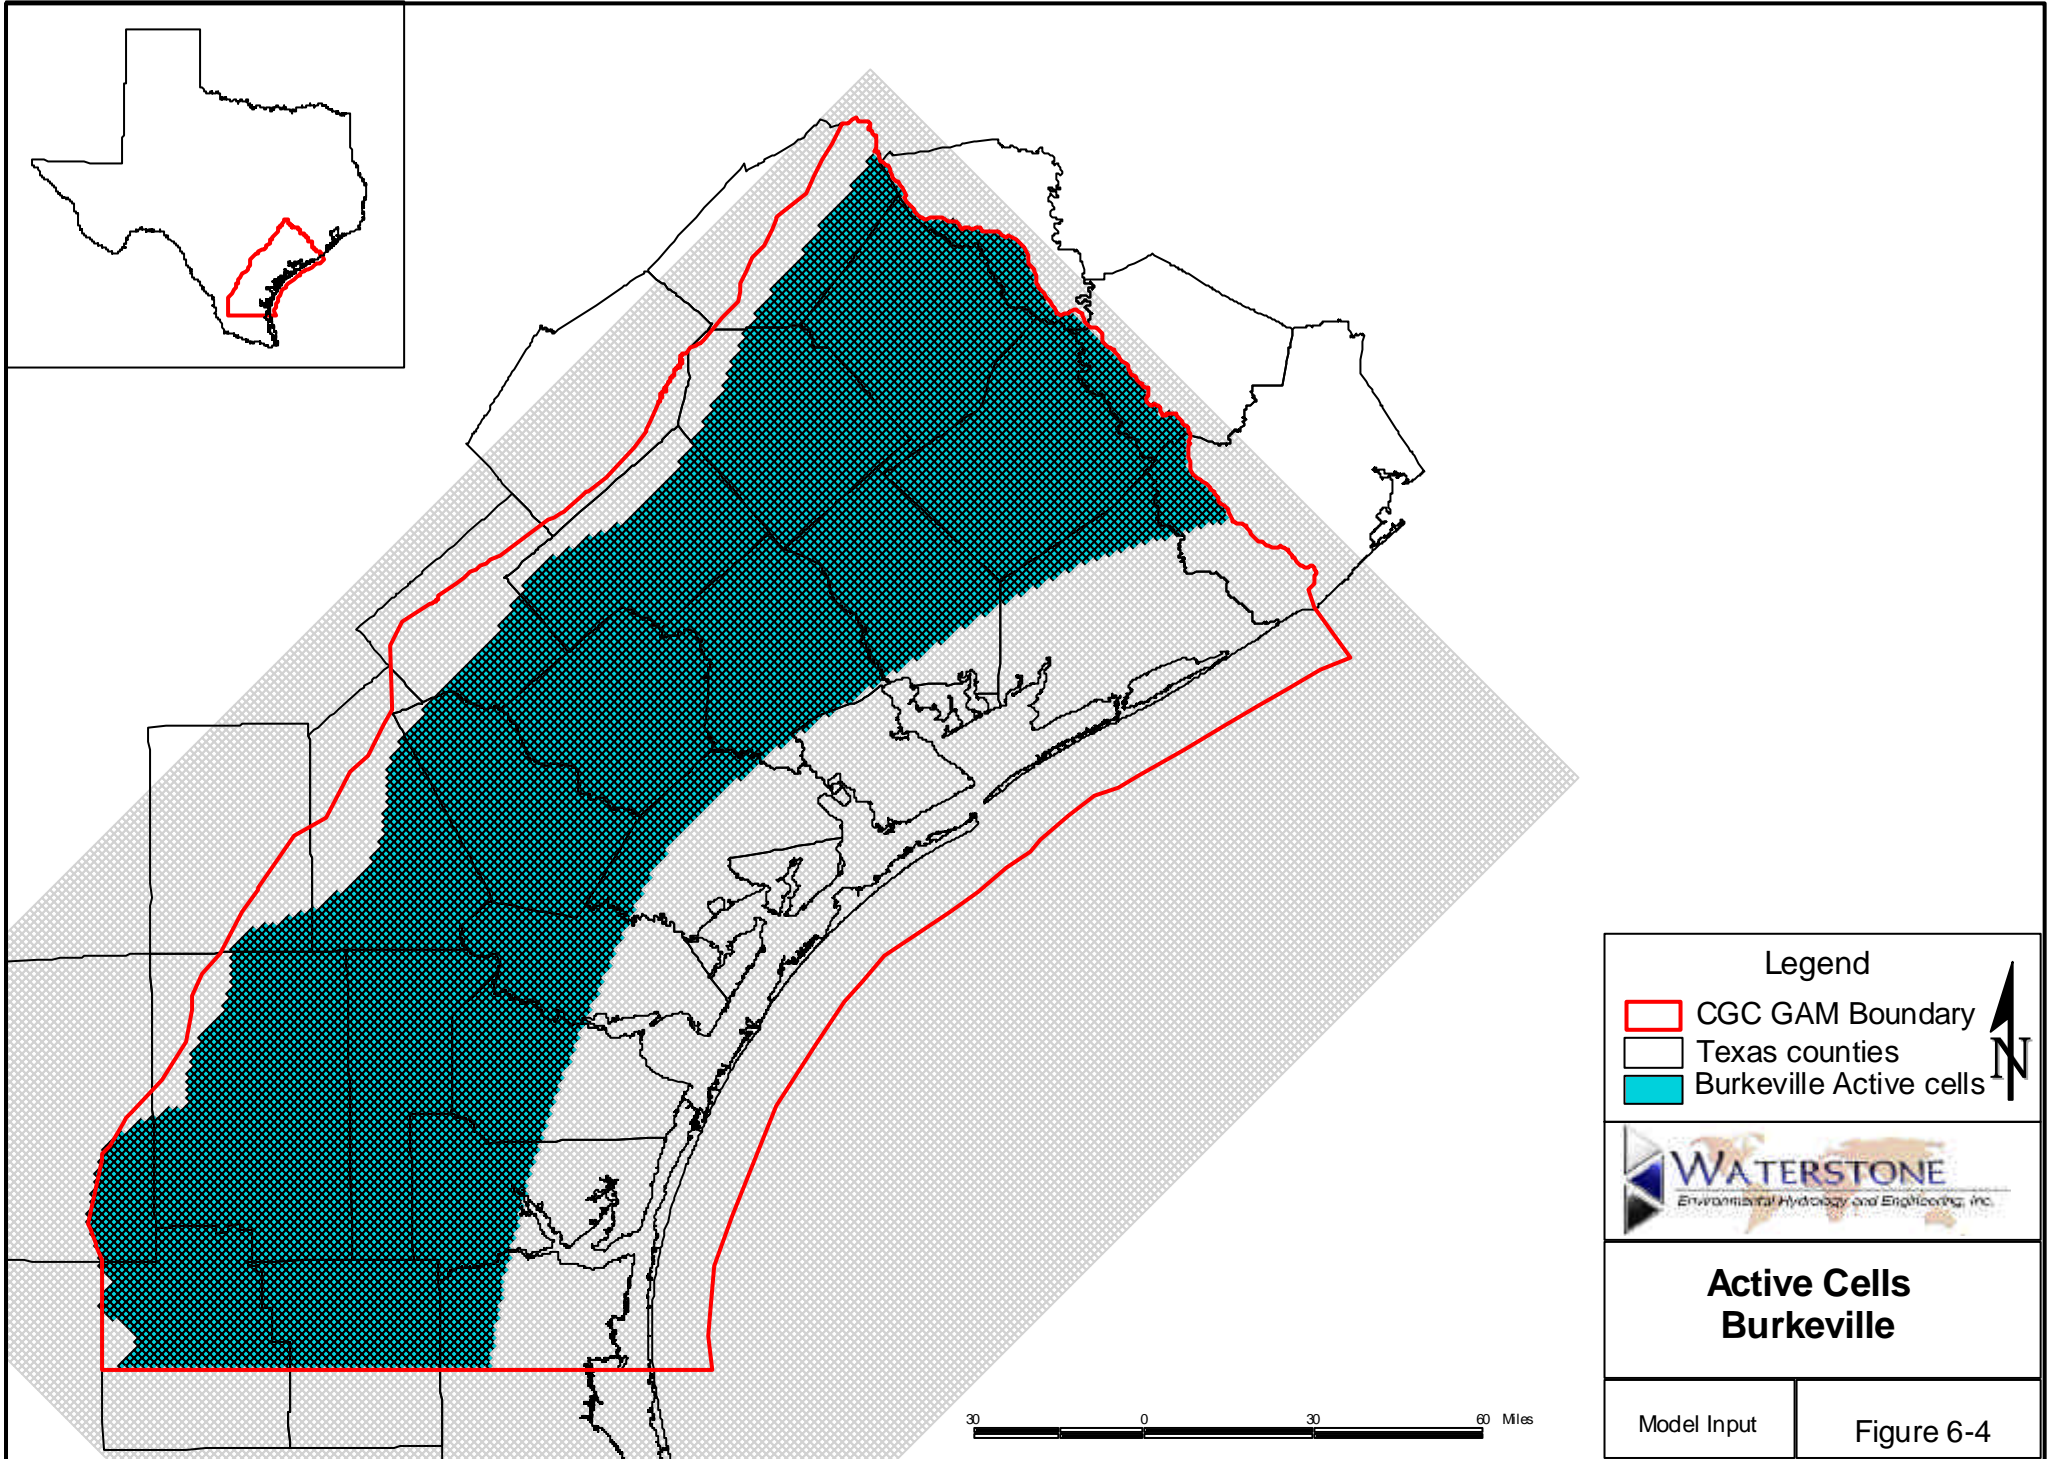 Legend
CGC GAM Boundary
Texas counties
Burkeville Active cells
N
WATERSTONE
Environmental Hydrology and Engineering, Inc.
Active Cells
Burkeville
30 0 30 60 Miles
Model Input
Figure 6-4